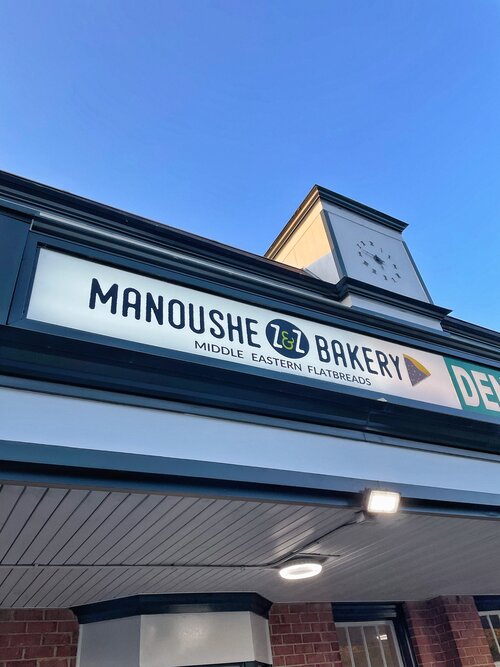 MANOUSHE Z&Z BAKERY
MIDDLE EASTERN FLATBREADS
DEL